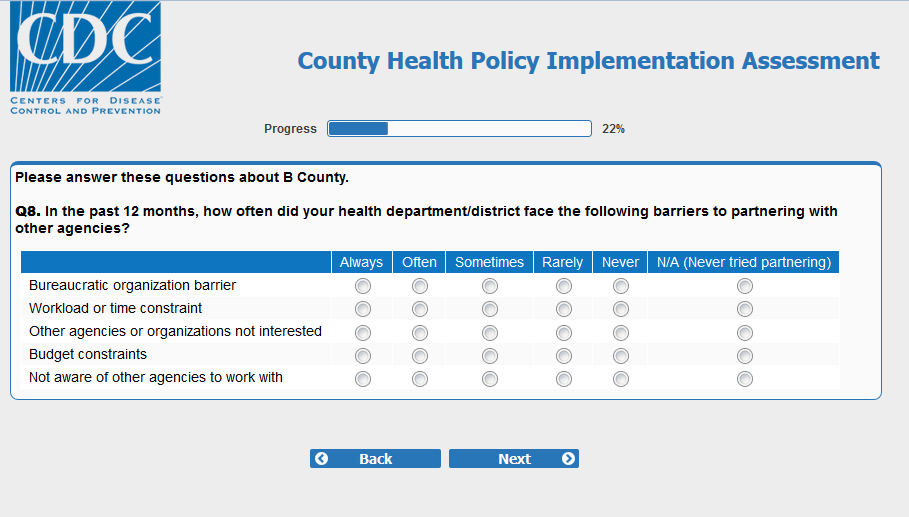 CDC
CENTERS FOR DISEASE
CONTROL AND PREVENTION
County Health Policy Implementation Assessment
Progress 22%
Please answer these questions about B County.
Q8. In the past 12 months, how often did your health department/district face the following barriers to partnering with
other agencies?
Always Often Sometimes Rarely Never N/A (Never tried partnering)
Bureaucratic organization barrier
Workload or time constraint
Other agencies or organizations not interested
Budget constraints
Not aware of other agencies to work with
Back Next